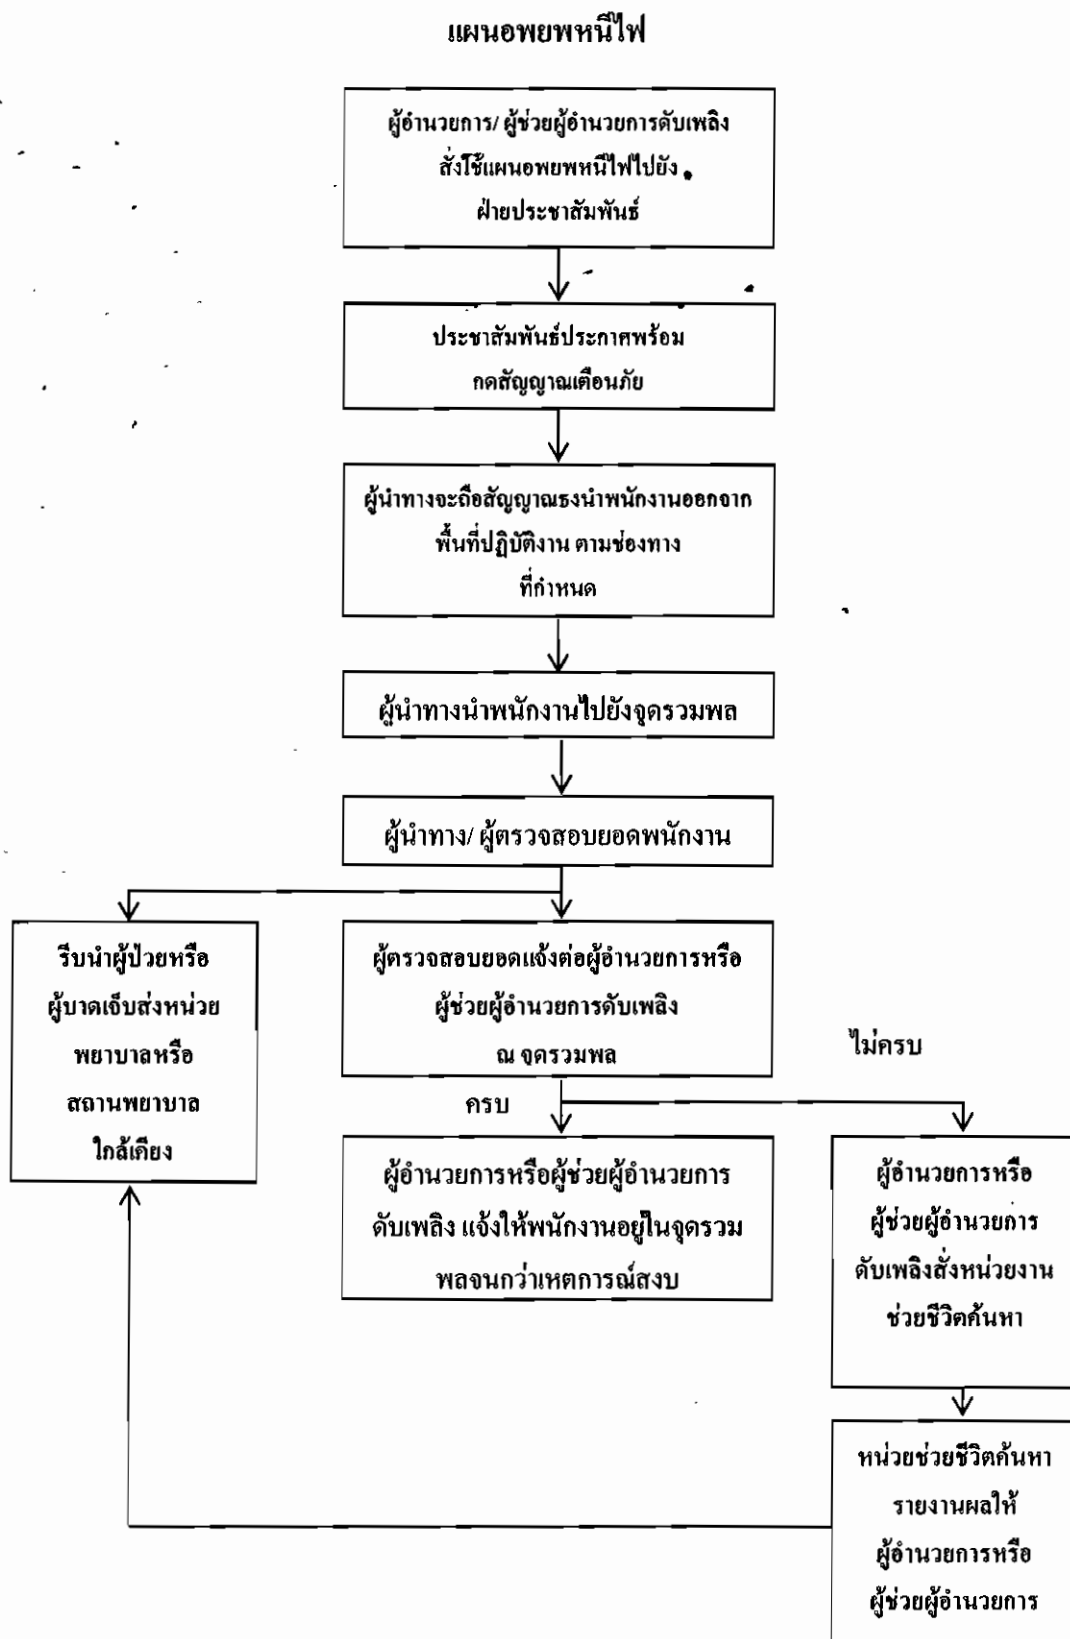 แผนอพยพหนีไฟ
ผู้อำนวยการ/ ผู้ช่วยผู้อำนวยการดับเพลิง
สั่งใช้แผนอพยพหนีไฟไปยัง
ฝ่ายประชาสัมพันธ์
ประชาสัมพันธ์ประกาศพร้อม
กดสัญญาณเตือนภัย
ผู้นำทางจะถือสัญญาณธงนำพนักงานออกจาก
พื้นที่ปฏิบัติงาน ตามช่องทาง
ที่กำหนด
ผู้นำทางนำพนักงานไปยังจุดรวมพล
ผู้นำทาง/ ผู้ตรวจสอบยอดพนักงาน
รีบนำผู้ป่วยหรือ
ผู้บาดเจ็บส่งหน่วย
พยาบาลหรือ
สถานพยาบาล
ใกล้เคียง
ผู้ตรวจสอบยอดแจ้งต่อผู้อำนวยการหรือ
ผู้ช่วยผู้อำนวยการดับเพลิง
ณ จุดรวมพล
ไม่ครบ
ครบ
ผู้อำนวยการหรือผู้ช่วยผู้อำนวยการ
ดับเพลิง แจ้งให้พนักงานอยู่ในจุดรวม
พลจนกว่าเหตุการณ์สงบ
ผู้อำนวยการหรือ
ผู้ช่วยผู้อำนวยการ
ดับเพลิงสั่งหน่วยงาน
ช่วยชีวิตค้นหา
หน่วยช่วยชีวิตค้นหา
รายงานผลให้
ผู้อำนวยการหรือ
ผู้ช่วยผู้อำนวยการ